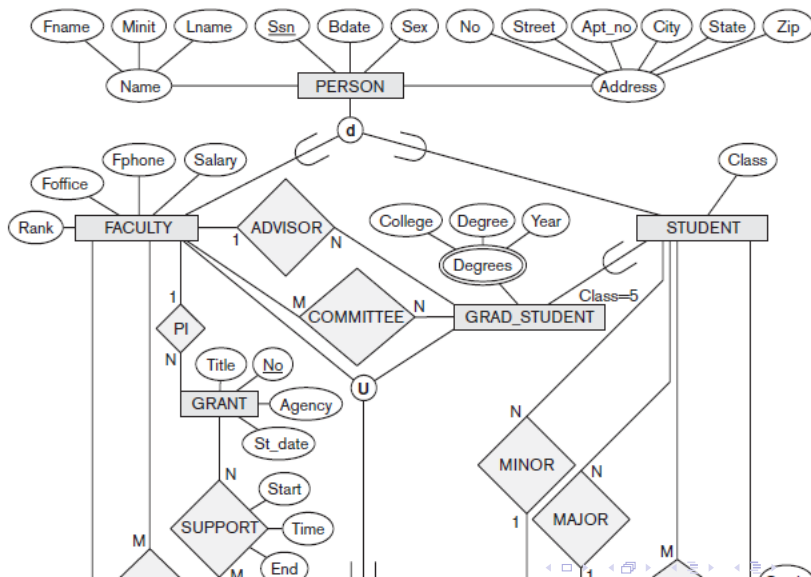 Fname Minit Lname Ssn Bdate Sex No Street Apt_no City State Zip
Name PERSON Address
d
Fphone Salary Class
Foffice
Rank FACULTY ADVISOR College Degree Year STUDENT
1 N
Degrees
Class=5
1 M COMMITTEE N GRAD_STUDENT
PI
N Title No
U
GRANT Agency
N
St_date
MINOR N
N
Start
SUPPORT Time 1 MAJOR
M M
End
M 1